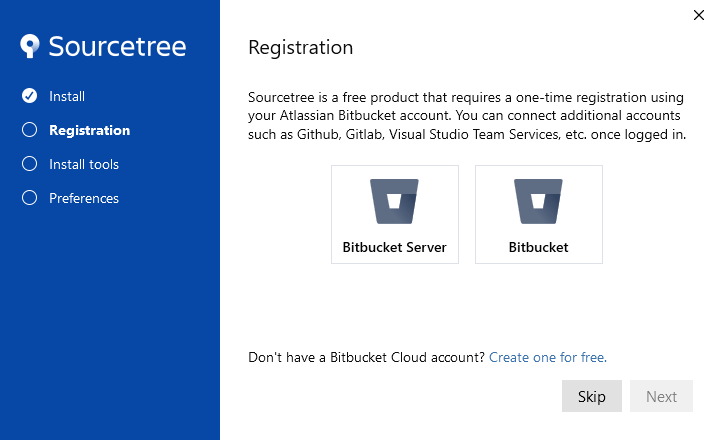 Sourcetree
Install
Registration
Install tools
Preferences
Registration
Sourcetree is a free product that requires a one-time registration using
your Atlassian Bitbucket account. You can connect additional accounts
such as Github, Gitlab, Visual Studio Team Services, etc. once logged in.
Bitbucket Server
Bitbucket
Don't have a Bitbucket Cloud account? Create one for free.
Skip
Next